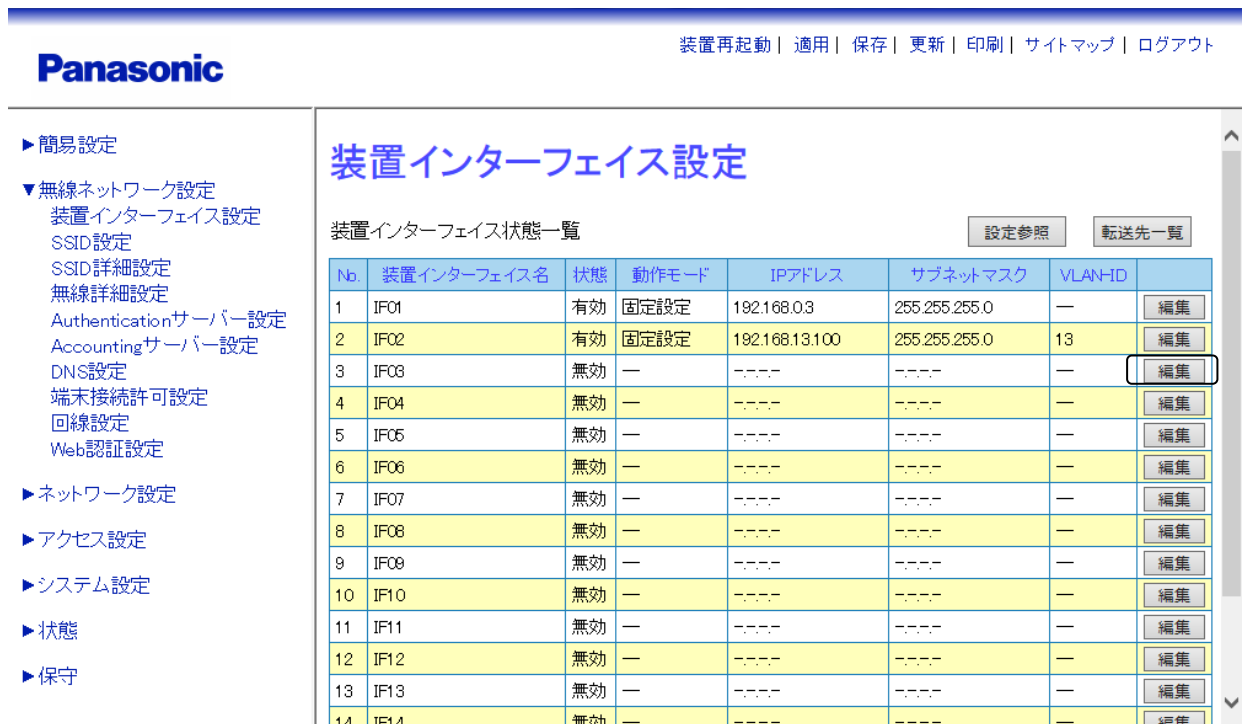 装置再起動| 適用| 保存| 更新| 印刷| サイトマップ| ログアウト
Panasonic
▶簡易設定
▼無線ネットワーク設定
装置インターフェイス設定
SSID設定
SSID詳細設定
無線詳細設定
Authenticationサーバー設定
Accountingサーバー設定
DNS設定
端末接続許可設定
回線設定
Web認証設定
▶ネットワーク設定
▶アクセス設定
▶システム設定
▶状態
▶保守
装置インターフェイス設定
装置インターフェイス状態一覧 設定参照 転送先一覧
No. 装置インターフェイス名 状態 動作モード IPアドレス サブネットマスク VLAN-ID
1 IF01 有効 固定設定 192.168.0.3 255.255.255.0 — 編集
2 IF02 有効 固定設定 192.168.13.100 255.255.255.0 13 編集
3 IF03 無効 — -.-.-.- -.-.-.- — 編集
4 IF04 無効 — -.-.-.- -.-.-.- — 編集
5 IF05 無効 — -.-.-.- -.-.-.- — 編集
6 IF06 無効 — -.-.-.- -.-.-.- — 編集
7 IF07 無効 — -.-.-.- -.-.-.- — 編集
8 IF08 無効 — -.-.-.- -.-.-.- — 編集
9 IF09 無効 — -.-.-.- -.-.-.- — 編集
10 IF10 無効 — -.-.-.- -.-.-.- — 編集
11 IF11 無効 — -.-.-.- -.-.-.- — 編集
12 IF12 無効 — -.-.-.- -.-.-.- — 編集
13 IF13 無効 — -.-.-.- -.-.-.- — 編集
14 IF14 無効 — -.-.-.- -.-.-.- — 編集